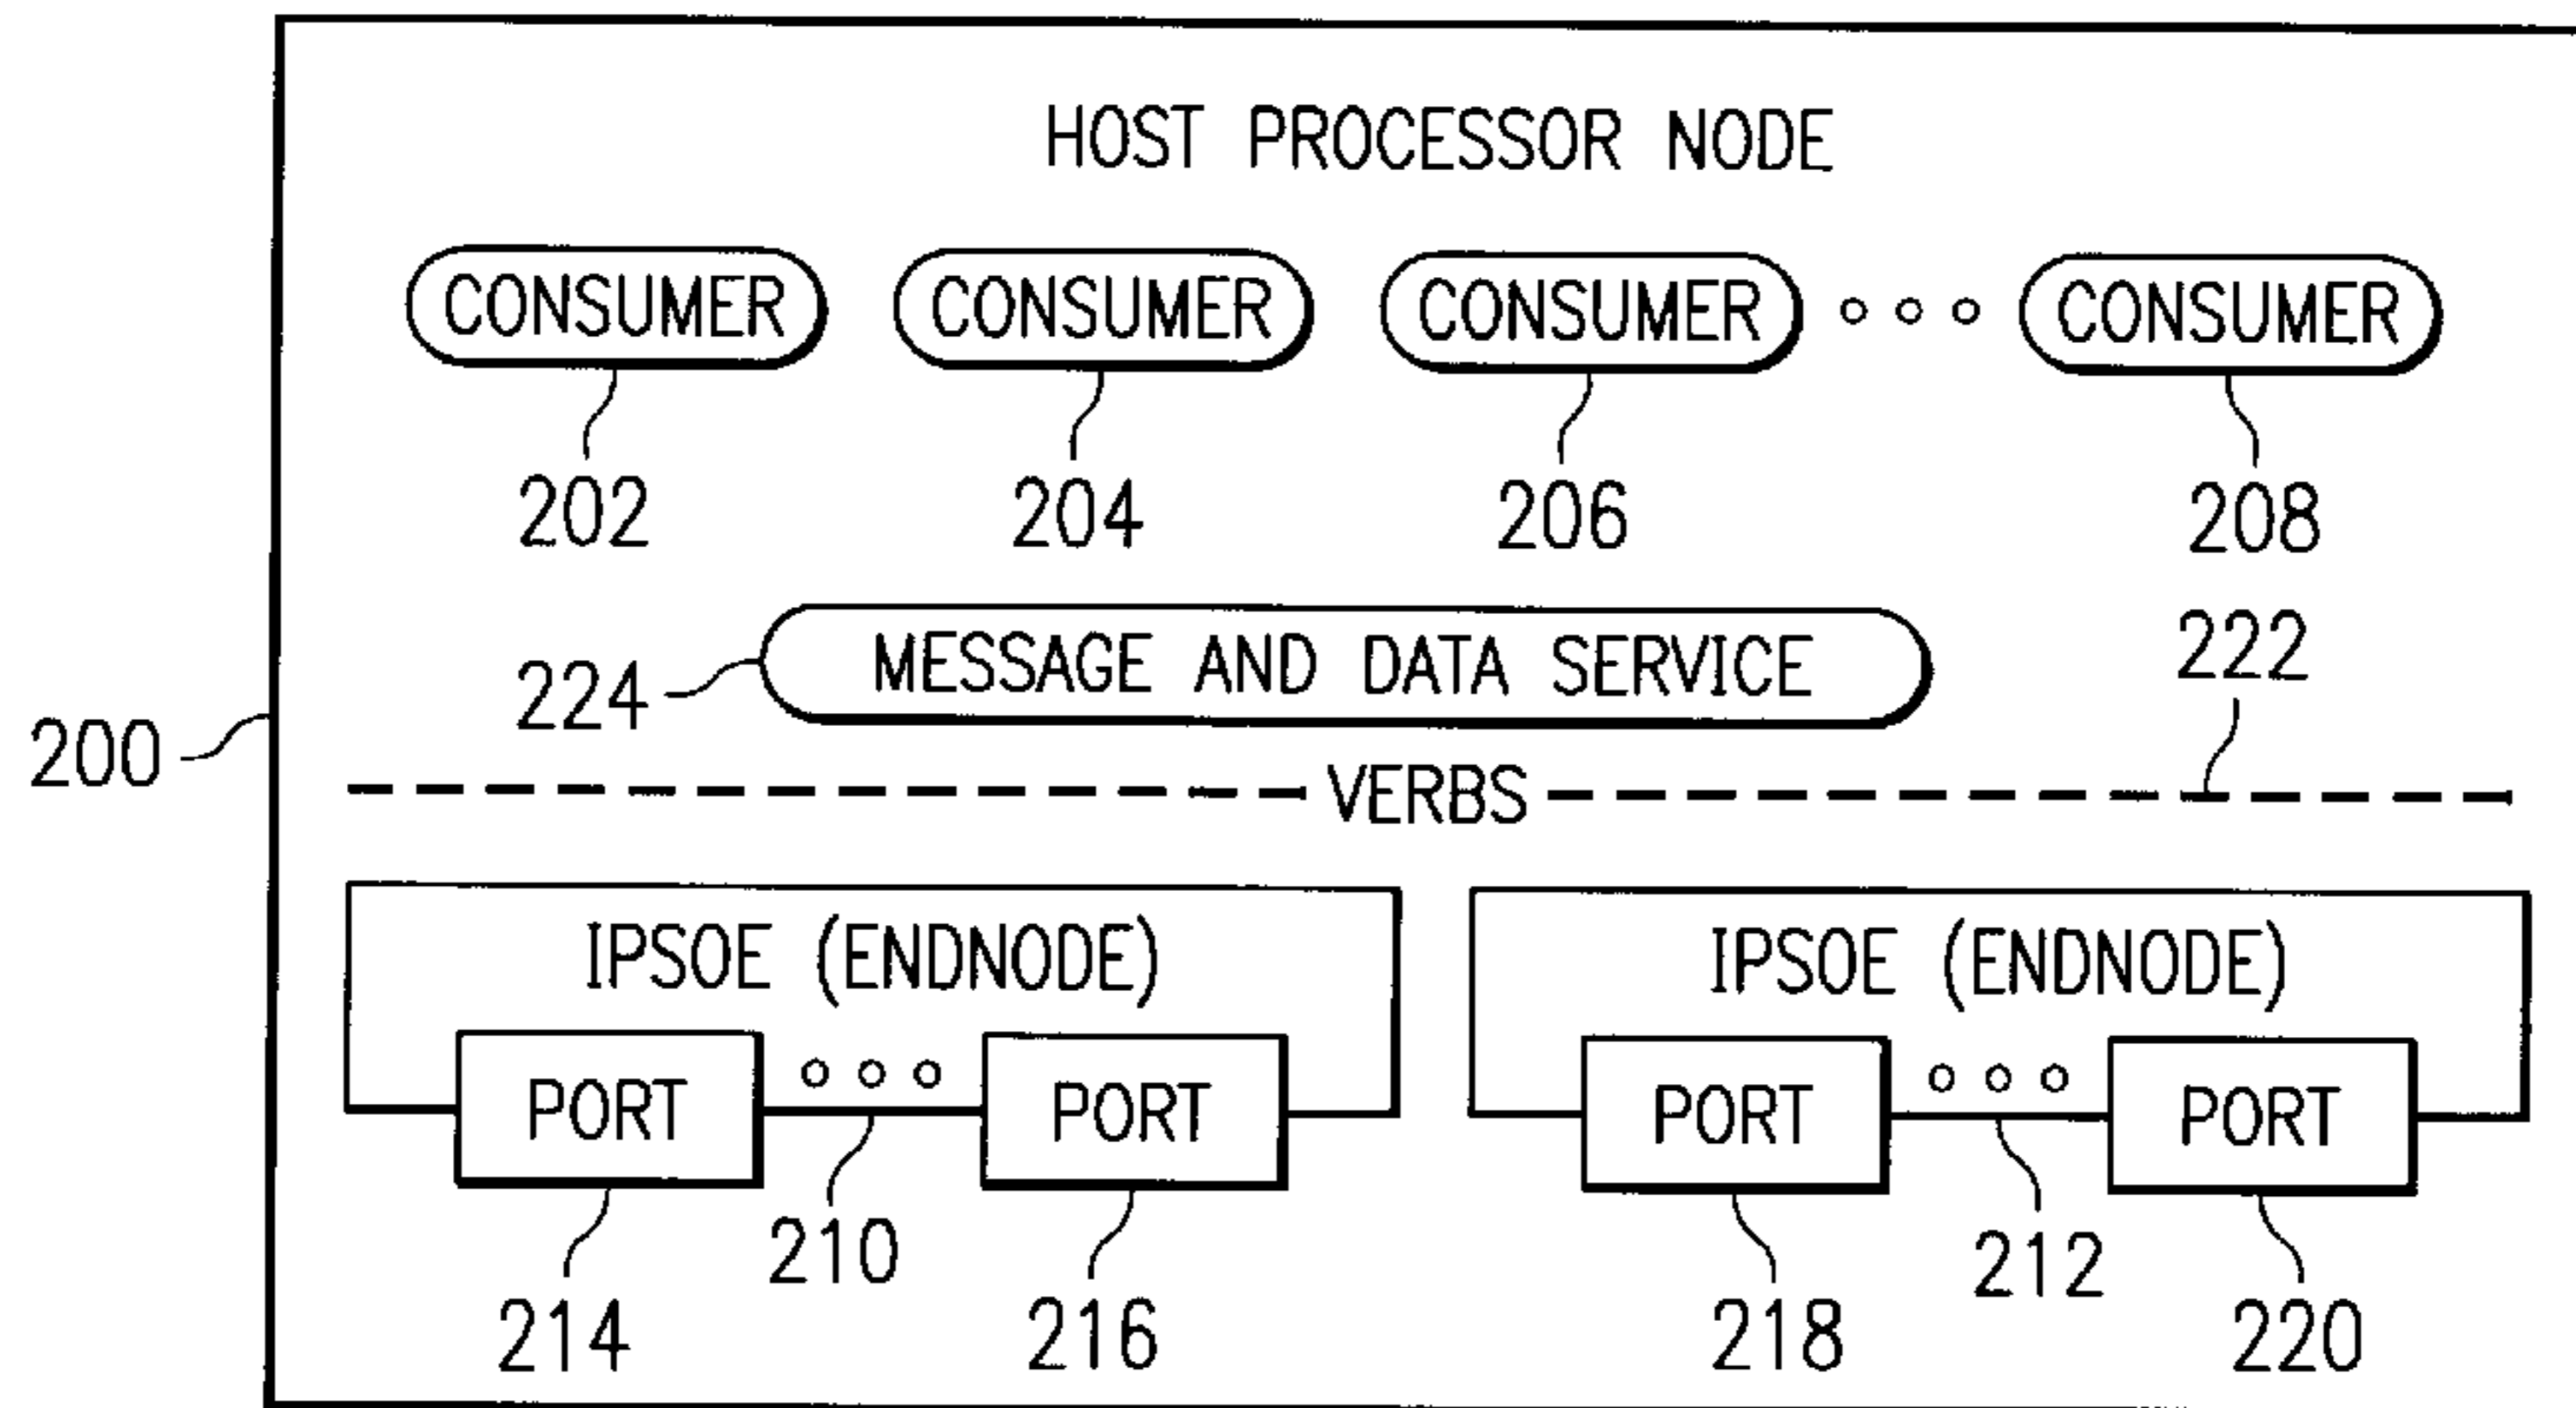 HOST PROCESSOR NODE
CONSUMER CONSUMER CONSUMER CONSUMER
202 204 206 208
222
224 MESSAGE AND DATA SERVICE
200
VERBS
IPSOE (ENDNODE) IPSOE (ENDNODE)
PORT PORT PORT PORT
210 212
214 216 218 220